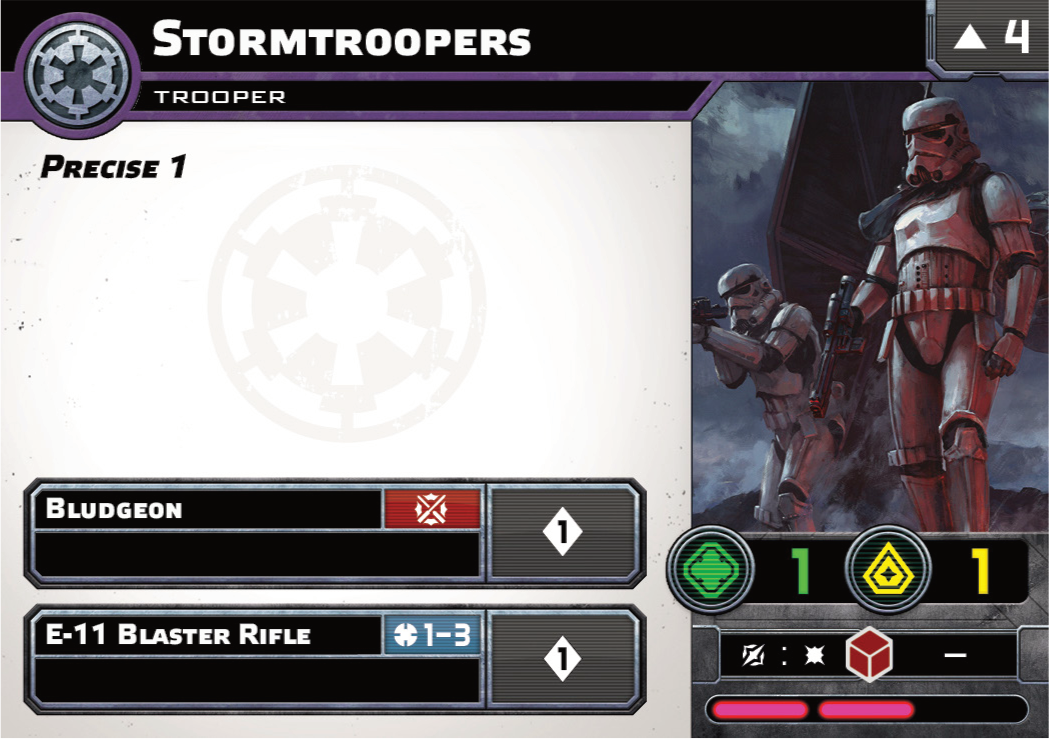 STORMTROOPERS
4
TROOPER
PRECISE 1
BLUDGEON
1
E-11 BLASTER RIFLE
1–3
1
1
1
: –